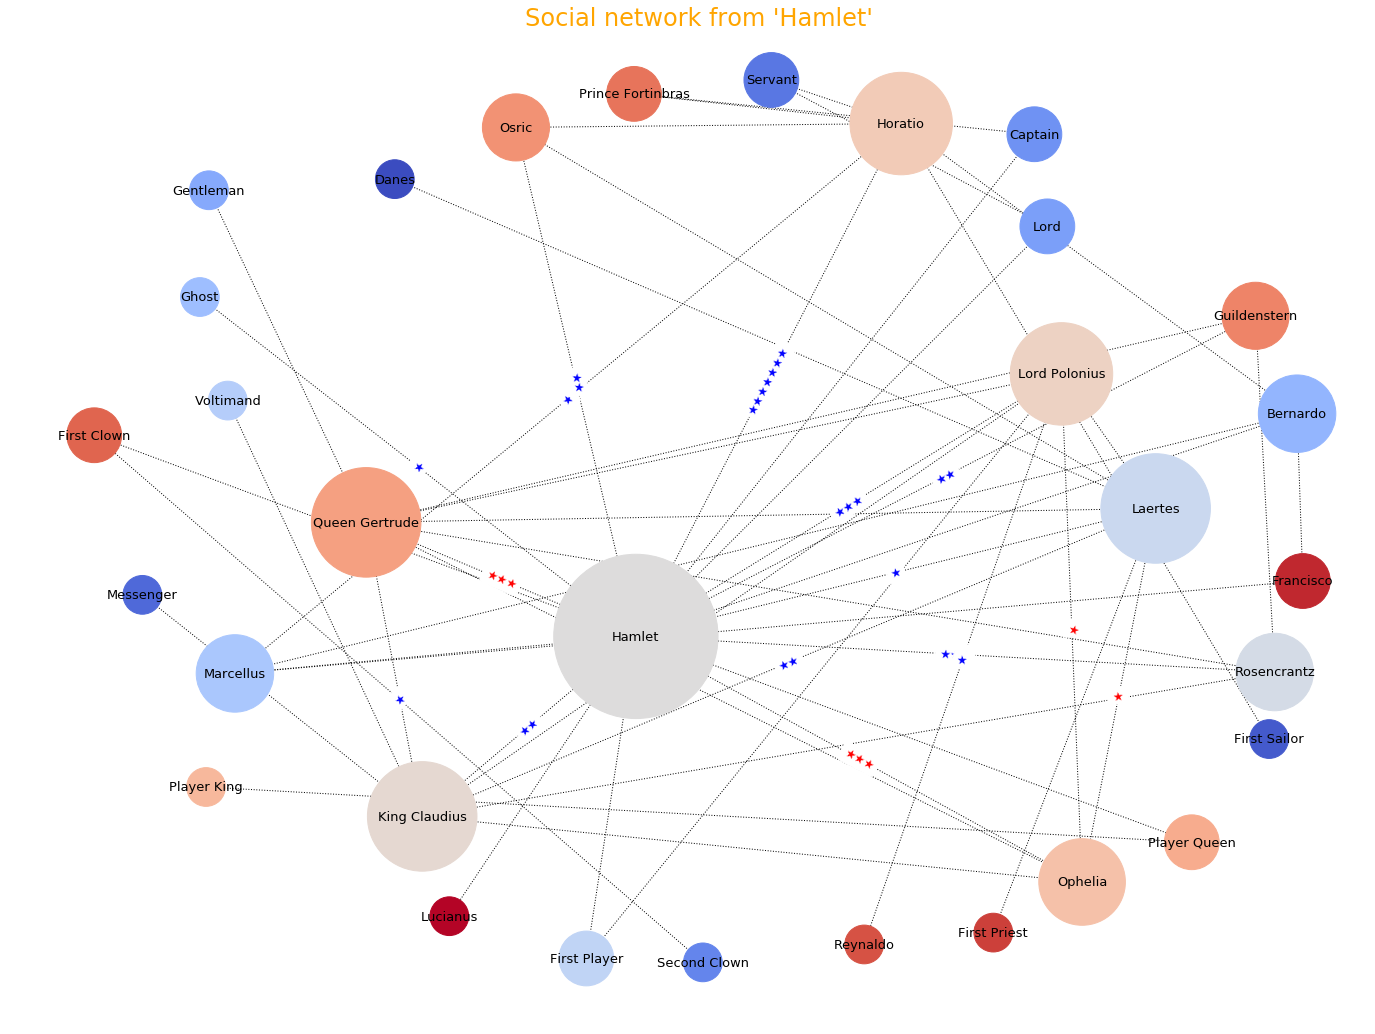 Social network from 'Hamlet'
Servant
Prince Fortinbras
Horatio
Osric
Captain
Danes
Gentleman
Lord
Ghost
Guildenstern
Lord Polonius
Voltimand
Bernardo
First Clown
Laertes
Queen Gertrude
Francisco
Messenger
Hamlet
Rosencrantz
Marcellus
First Sailor
Player King
King Claudius
Player Queen
Ophelia
Lucianus
First Priest
Reynaldo
First Player
Second Clown